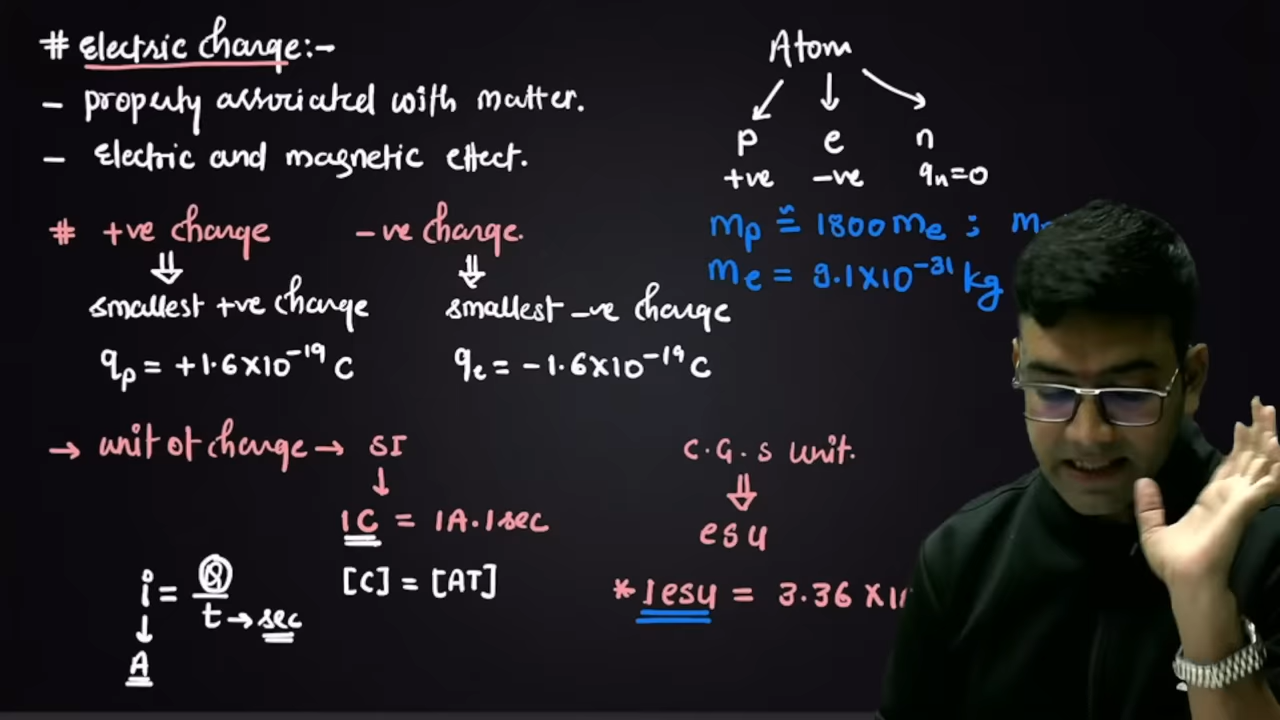 # Electric charge:-
- property associated with matter.
- Electric and magnetic effect.
Atom
p e n
+ve -ve qn=0
mp ≈ 1800me ;
me = 9.1×10⁻³¹ kg
# +ve charge -ve charge.
smallest +ve charge smallest -ve charge
qp = +1.6×10⁻¹⁹ C qe = -1.6×10⁻¹⁹ C
→ unit of charge → SI
1C = 1A.1sec
[C] = [AT]
i = Q/t → sec
A
C.G.S unit.
esu
*1esu = 3.36 ×